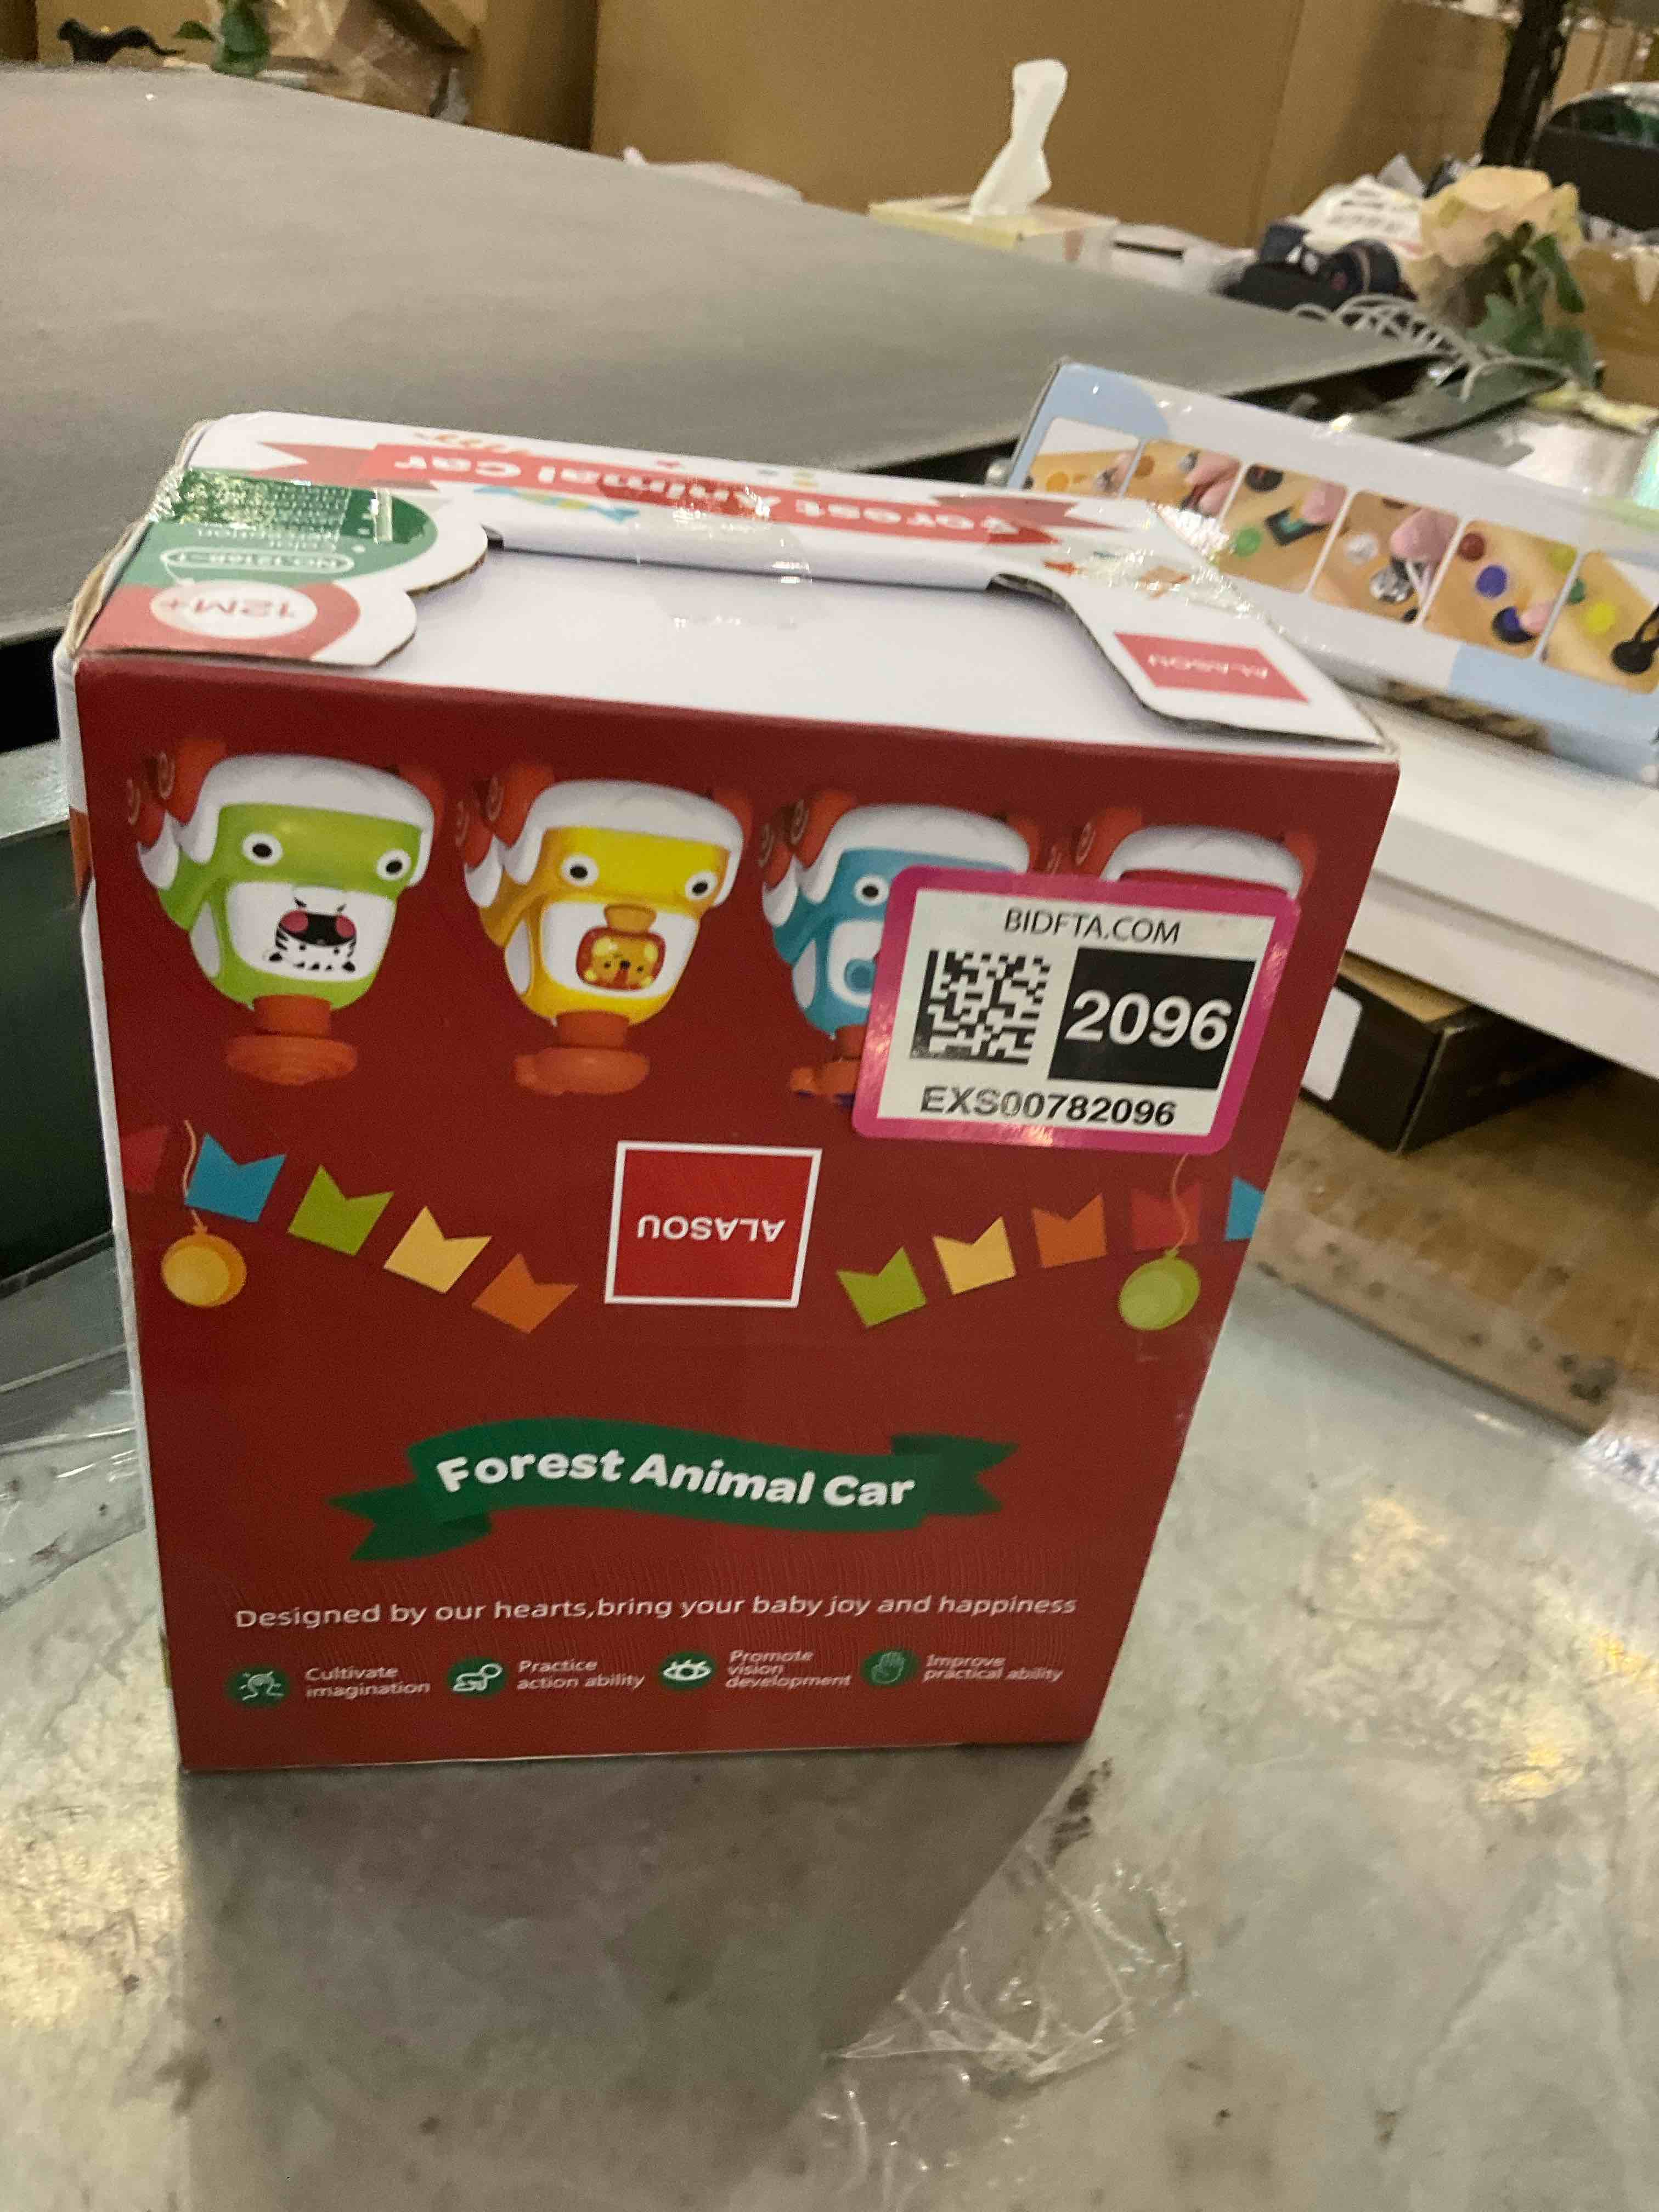 Forest Animal Car
12M+
ALASOU
BIDFTA.COM
2096
EXS00782096
ALASOU
Forest Animal Car
Designed by our hearts,bring your baby joy and happiness
Cultivate
imagination
Practice
action ability
Promote
vision
development
Improve
practical ability